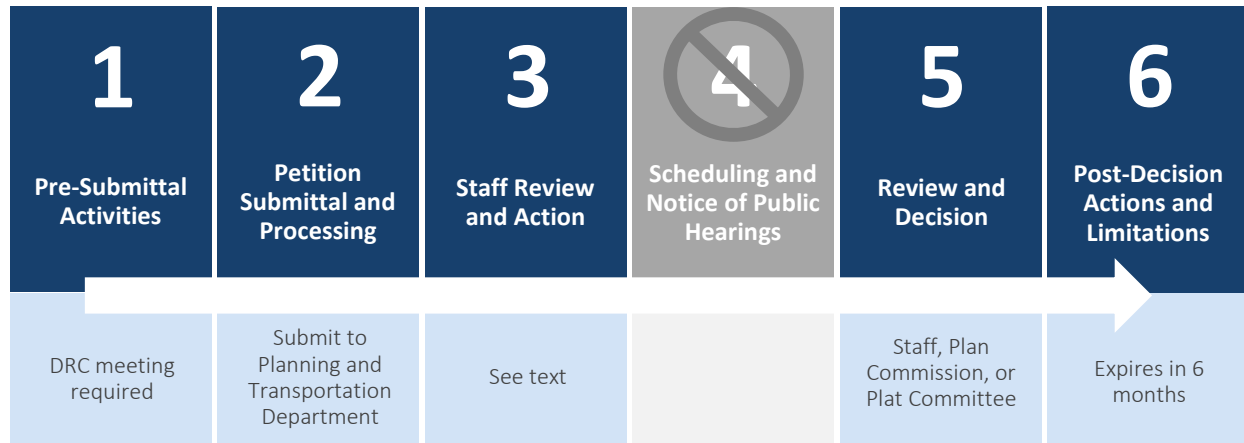 1
Pre-Submittal
Activities
DRC meeting
required
2
Petition
Submittal and
Processing
Submit to
Planning and
Transportation
Department
3
Staff Review
and Action
See text
4
Scheduling and
Notice of Public
Hearings
5
Review and
Decision
Staff, Plan
Commission, or
Plat Committee
6
Post-Decision
Actions and
Limitations
Expires in 6
months